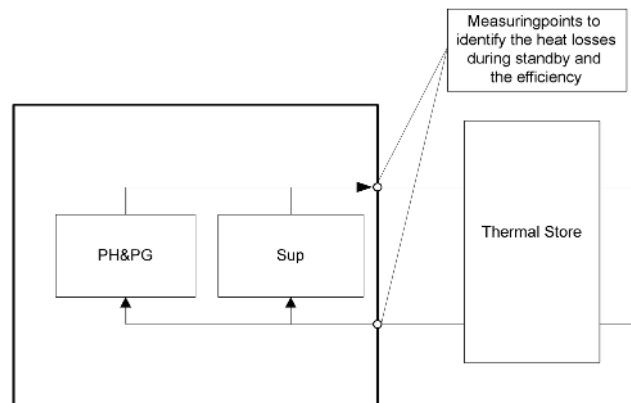 Measuringpoints to
identify the heat losses
during standby and
the efficiency
PH&PG
Sup
Thermal Store